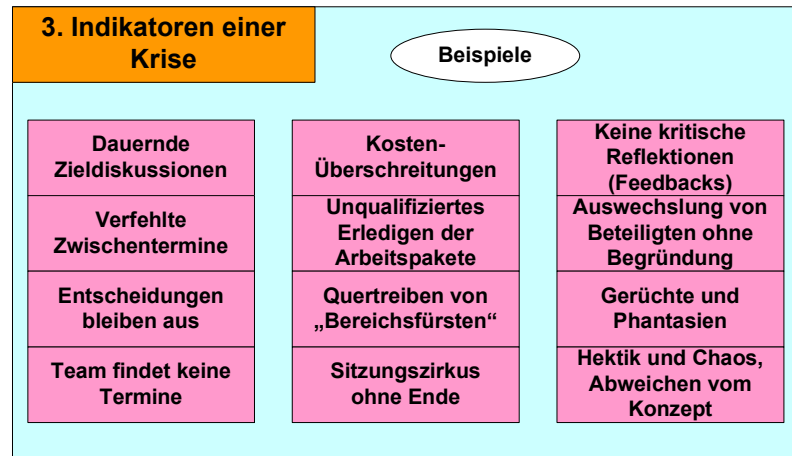 3. Indikatoren einer
Krise
Beispiele
Dauernde
Zieldiskussionen
Verfehlte
Zwischentermine
Entscheidungen
bleiben aus
Team findet keine
Termine
Kosten-
Überschreitungen
Unqualifiziertes
Erledigen der
Arbeitspakete
Quertreiben von
„Bereichsfürsten“
Sitzungszirkus
ohne Ende
Keine kritische
Reflektionen
(Feedbacks)
Auswechslung von
Beteiligten ohne
Begründung
Gerüchte und
Phantasien
Hektik und Chaos,
Abweichen vom
Konzept